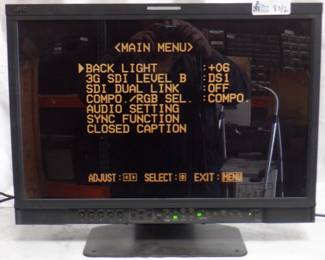 <MAIN MENU>
BACK LIGHT :+06
3G SDI LEVEL B :DS1
SDI DUAL LINK :OFF
COMPO./RGB SEL. :COMPO.
AUDIO SETTING
SYNC FUNCTION
CLOSED CAPTION
ADJUST: SELECT: EXIT: MENU